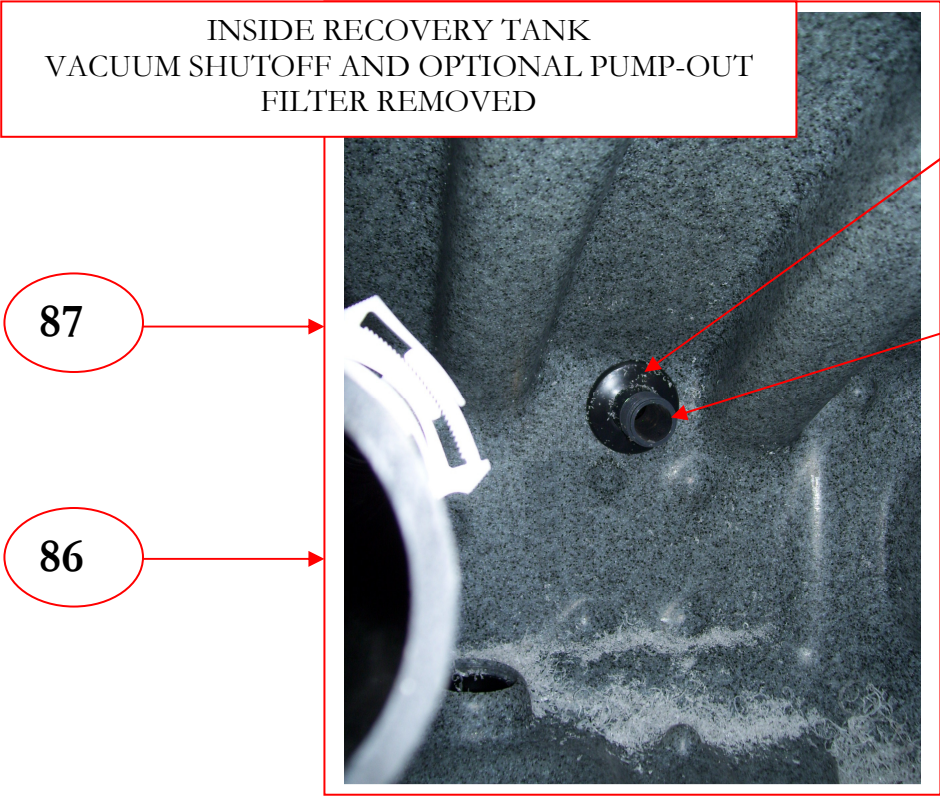 INSIDE RECOVERY TANK
VACUUM SHUTOFF AND OPTIONAL PUMP-OUT
FILTER REMOVED
87
86